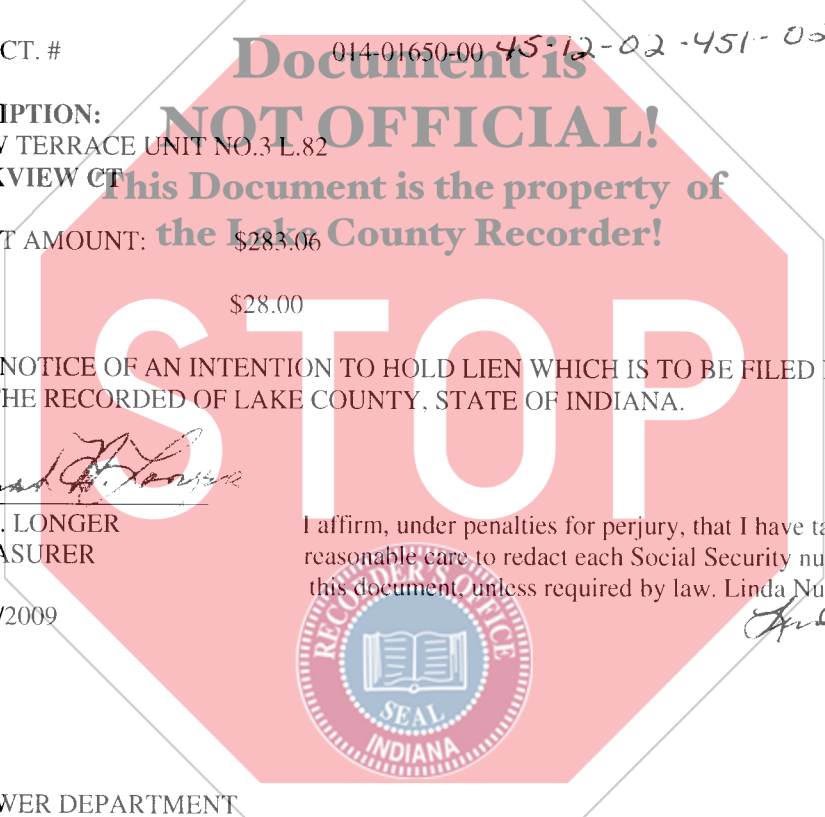 CT. # 014-01650-00 45-12-02-451-
Document is
IPTION:
NOT OFFICIAL!
TERRACE UNIT NO.3 L.82
KVIEW CT
This Document is the property of
T AMOUNT: $283.06
the Lake County Recorder!
$28.00
STOP
NOTICE OF AN INTENTION TO HOLD LIEN WHICH IS TO BE FILED
HE RECORDED OF LAKE COUNTY, STATE OF INDIANA.
. LONGER I affirm, under penalties for perjury, that I have ta
ASURER reasonable care to redact each Social Security nu
this document, unless required by law. Linda Nu
/2009
RECORDER'S OFFICE
SEAL
INDIANA
WER DEPARTMENT